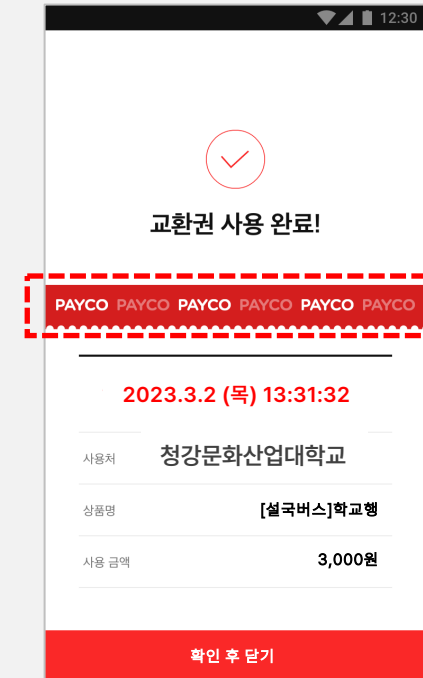 12:30
교환권 사용 완료!
PAYCO PAYCO PAYCO PAYCO PAYCO PAYCO
2023.3.2 (목) 13:31:32
사용처 청강문화산업대학교
상품명 [설국버스]학교행
사용 금액 3,000원
확인 후 닫기